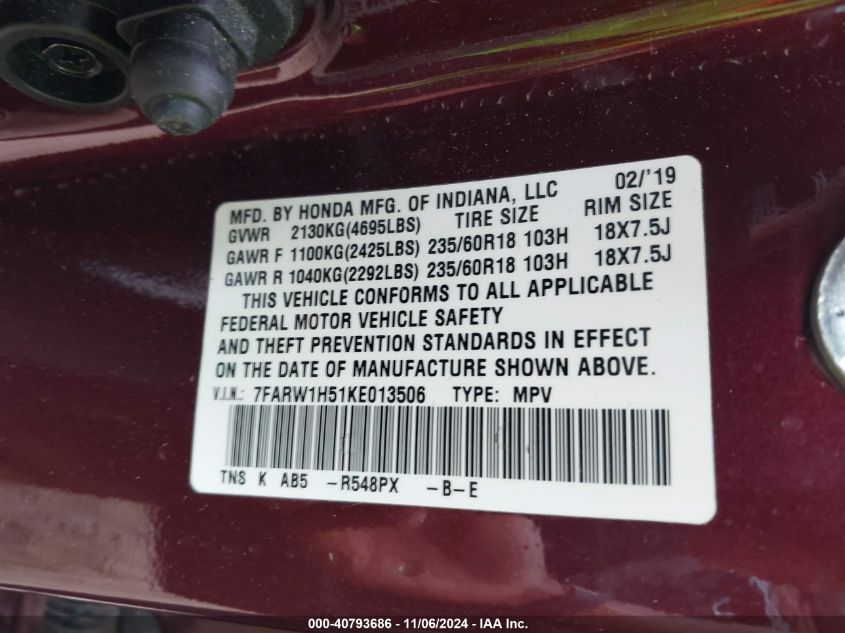 MFD. BY HONDA MFG. OF INDIANA, LLC 02/'19
GVWR 2130KG(4695LBS) TIRE SIZE RIM SIZE
GAWR F 1100KG(2425LBS) 235/60R18 103H 18X7.5J
GAWR R 1040KG(2292LBS) 235/60R18 103H 18X7.5J
THIS VEHICLE CONFORMS TO ALL APPLICABLE
FEDERAL MOTOR VEHICLE SAFETY
AND THEFT PREVENTION STANDARDS IN EFFECT
ON THE DATE OF MANUFACTURE SHOWN ABOVE.
V.I.N.: 7FARW1H51KE013506 TYPE: MPV
TNS K AB5 -R548PX -B-E
000-40793686 - 11/06/2024 - IAA Inc.